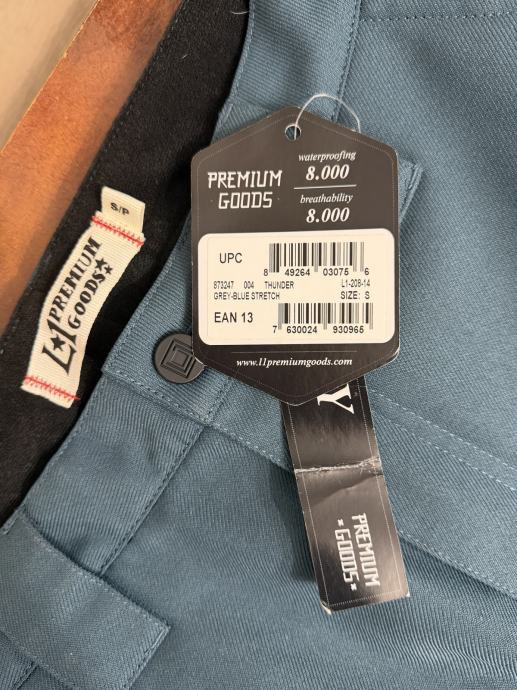 S/P
L1 PREMIUM
GOODS
PREMIUM
GOODS
waterproofing
8.000
breathability
8.000
UPC
8 49264 03075 6
873247 004 THUNDER L1-208-14
GREY-BLUE STRETCH SIZE: S
EAN 13
7 630024 930965
www.l1premiumgoods.com
Y
PREMIUM
GOODS